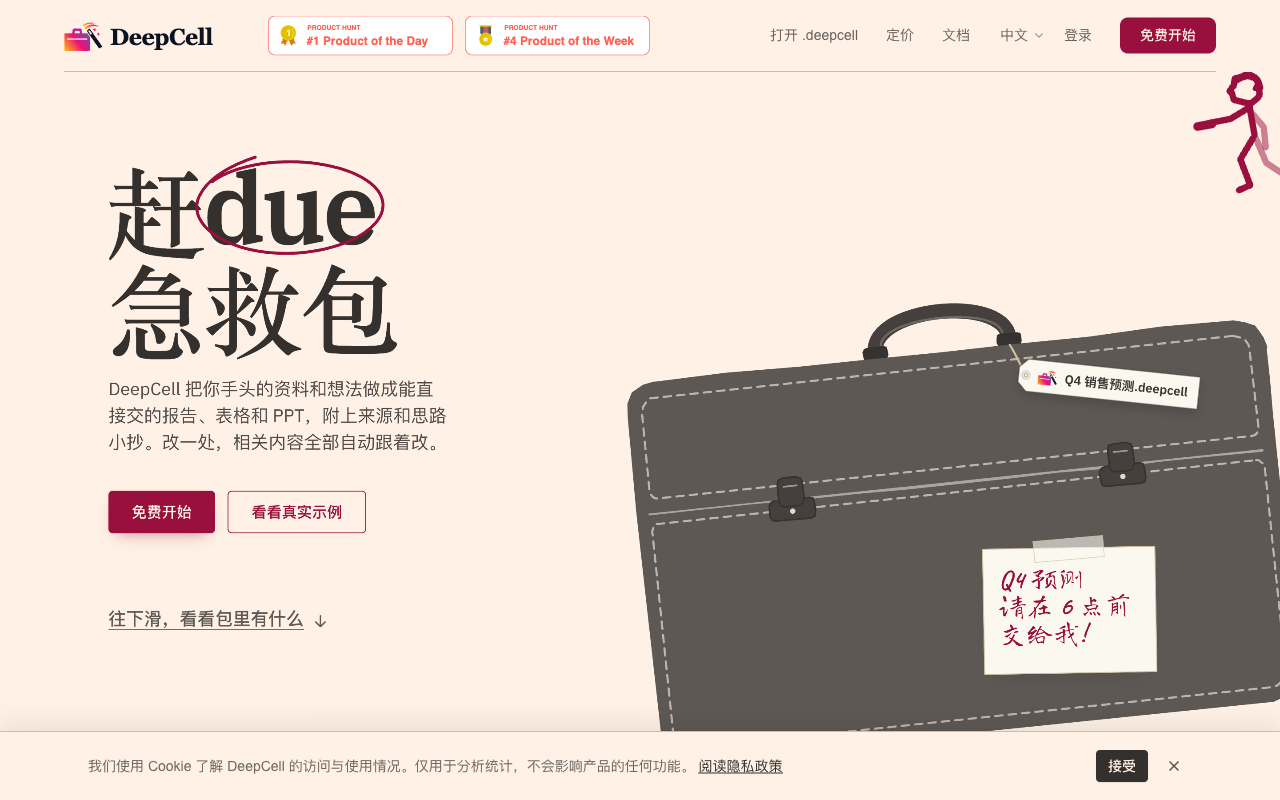 DeepCell
PRODUCT HUNT
#1 Product of the Day
PRODUCT HUNT
#4 Product of the Week
打开 .deepcell
定价
文档
中文
登录
免费开始
赶due
急救包
DeepCell 把你手头的资料和想法做成能直
接交的报告、表格和 PPT，附上来源和思路
小抄。改一处，相关内容全部自动跟着改。
免费开始
看看真实示例
往下滑，看看包里有什么 ↓
Q4 销售预测.deepcell
Q4 预测
请在 6 点前
交给我!
我们使用 Cookie 了解 DeepCell 的访问与使用情况。仅用于分析统计，不会影响产品的任何功能。 阅读隐私政策
接受